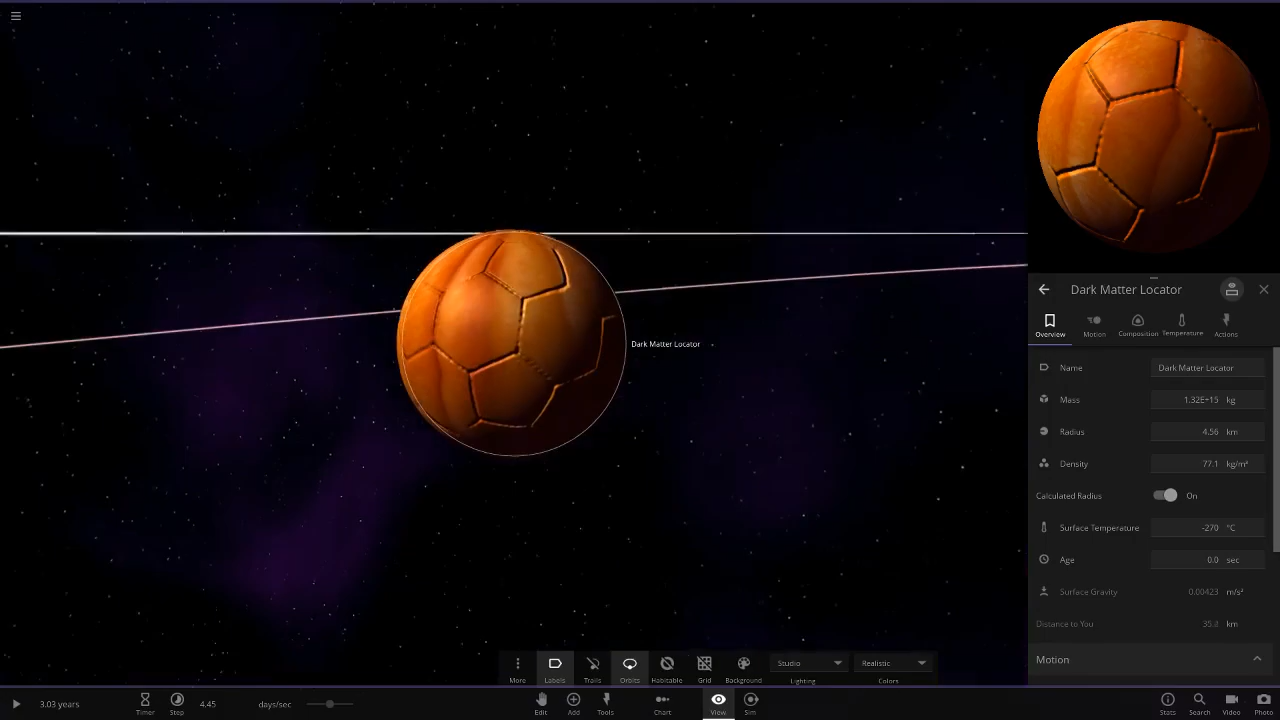 Dark Matter Locator
Dark Matter Locator
Overview
Motion
Composition
Temperature
Actions
Name Dark Matter Locator
Mass 1.32E+15 kg
Radius 4.56 km
Density 77.1 kg/m³
Calculated Radius On
Surface Temperature -270 °C
Age 0.0 sec
Surface Gravity 0.00423 m/s²
Distance to You 35.2 km
Motion
More
Labels
Trails
Orbits
Habitable
Grid
Background
Studio
Lighting
Realistic
Colors
3.03 years
Timer
Step
4.45 days/sec
Edit
Add
Tools
Chart
View
Sim
Stats
Search
Video
Photo